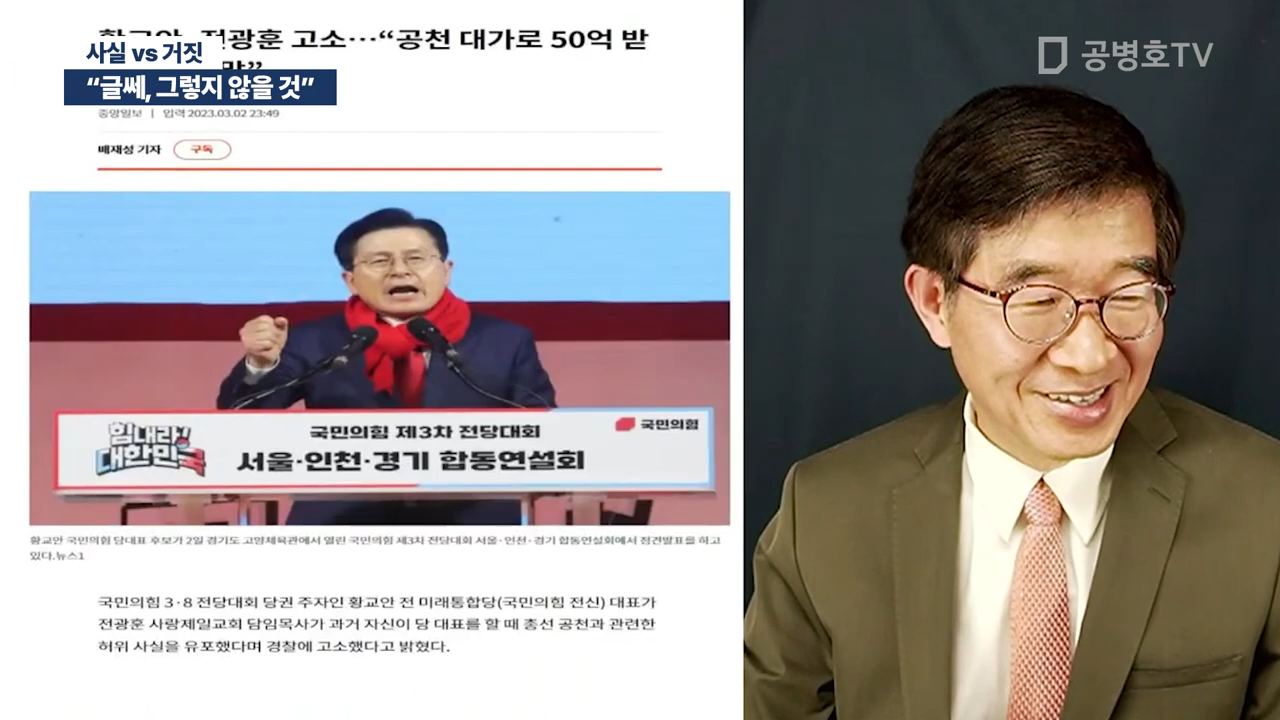 전광훈 고소…“공천 대가로 50억 받
사실 vs 거짓
“글쎄, 그렇지 않을 것”
중앙일보 | 입력 2023.03.02 23:49
배재성 기자 구독
공병호TV
힘내라!
대한민국
국민의힘 제3차 전당대회
국민의힘
서울·인천·경기 합동연설회
황교안 국민의힘 당대표 후보가 2일 경기도 고양체육관에서 열린 국민의힘 제3차 전당대회 서울·인천·경기 합동연설회에서 정견발표를 하고
있다.뉴스1
국민의힘 3·8 전당대회 당권 주자인 황교안 전 미래통합당(국민의힘 전신) 대표가
전광훈 사랑제일교회 담임목사가 과거 자신이 당 대표를 할 때 총선 공천과 관련한
허위 사실을 유포했다며 경찰에 고소했다고 밝혔다.